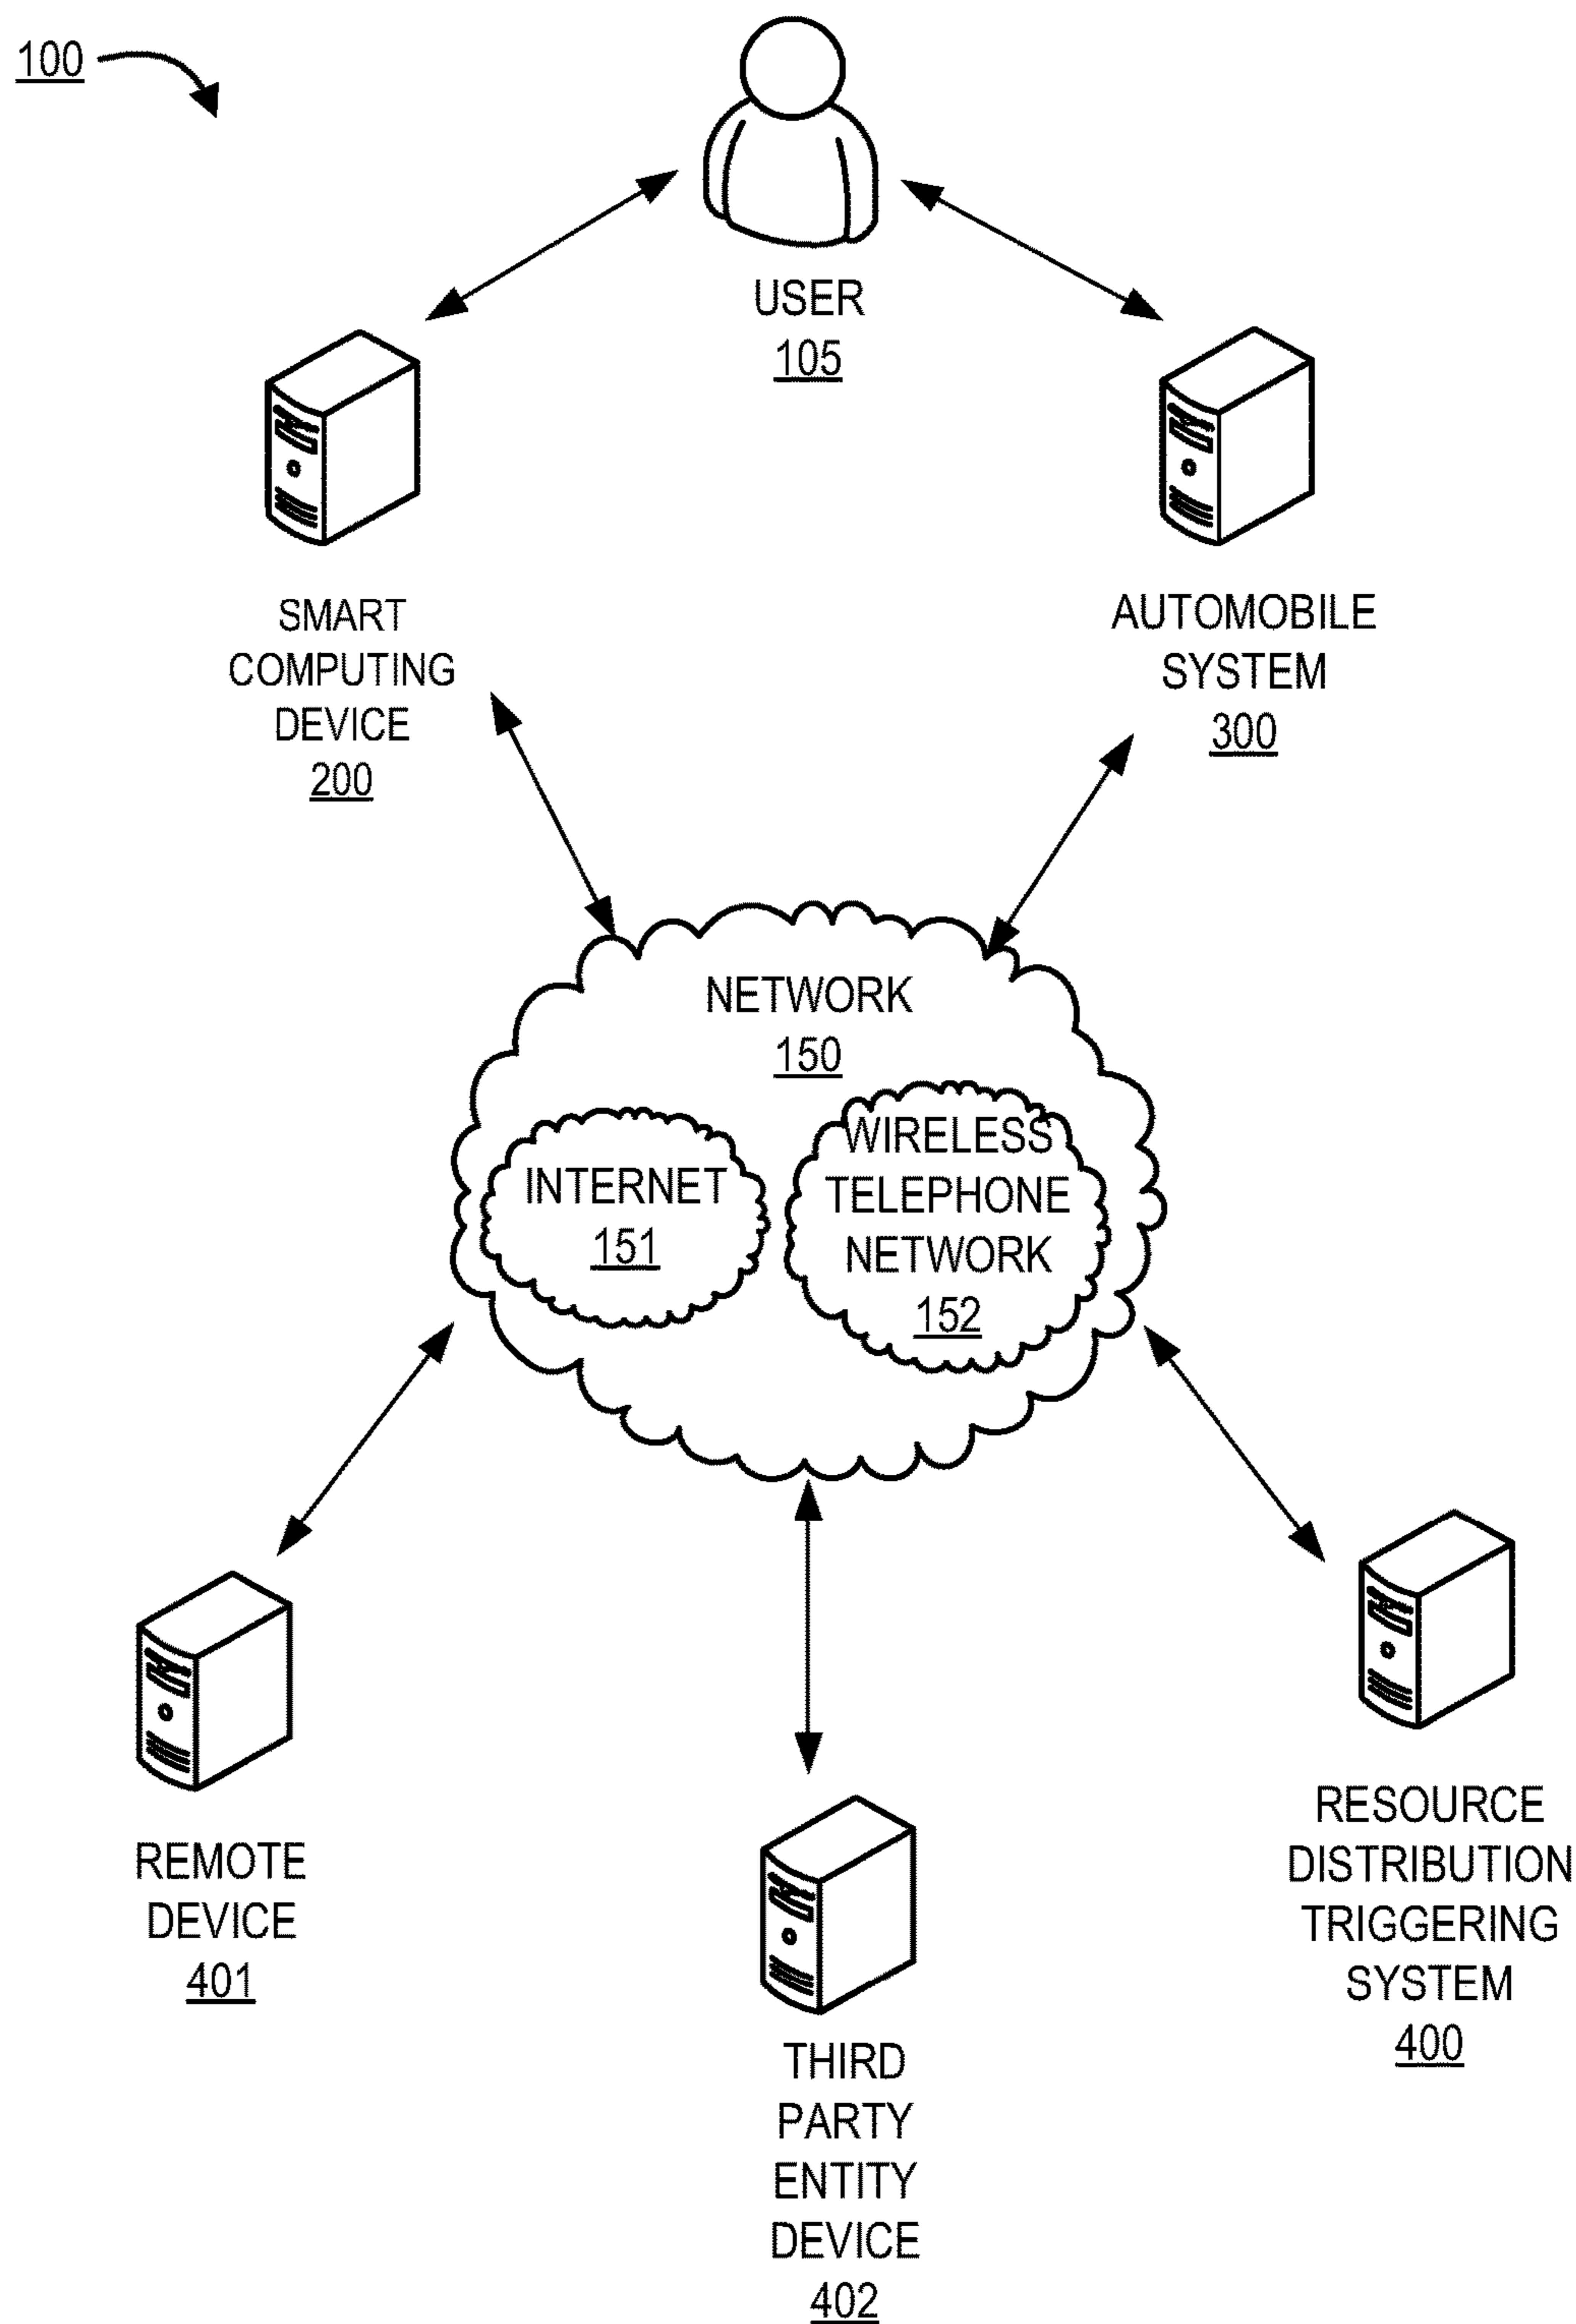 100
USER
105
SMART
COMPUTING
DEVICE
200
AUTOMOBILE
SYSTEM
300
NETWORK
150
INTERNET
151
WIRELESS
TELEPHONE
NETWORK
152
REMOTE
DEVICE
401
THIRD
PARTY
ENTITY
DEVICE
402
RESOURCE
DISTRIBUTION
TRIGGERING
SYSTEM
400